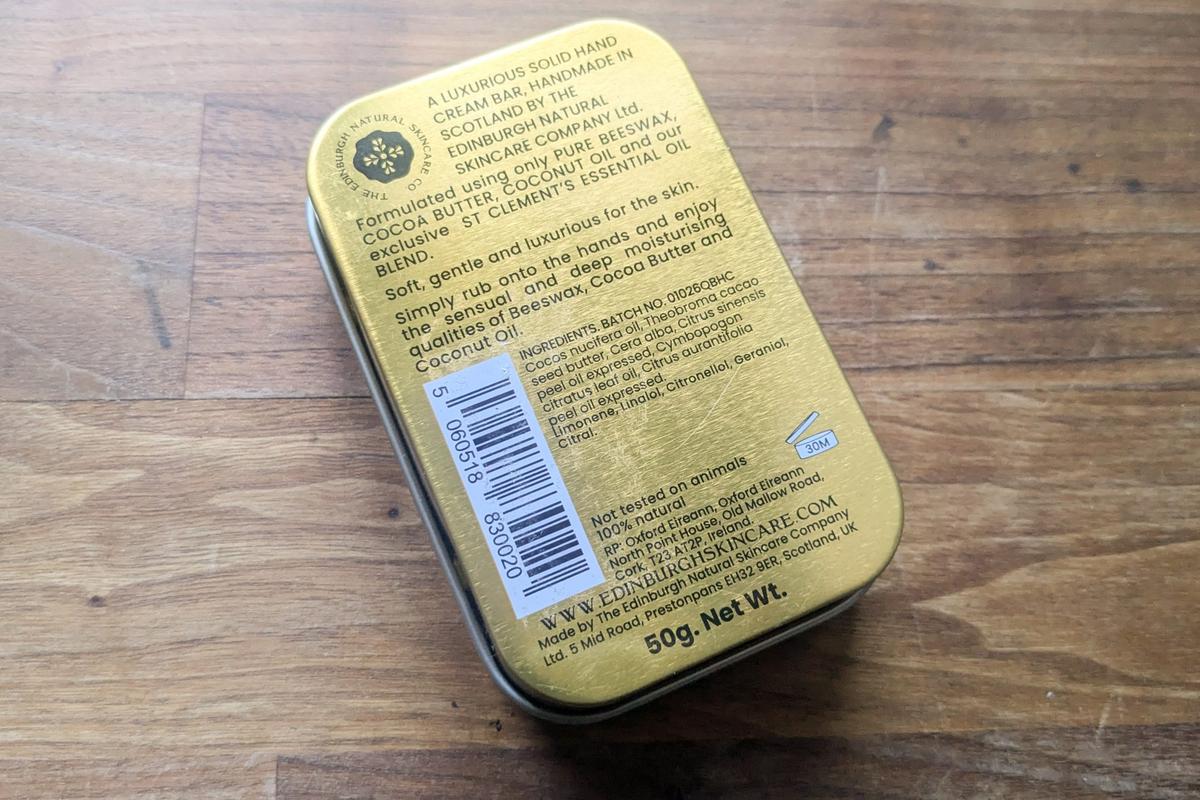 THE EDINBURGH NATURAL SKINCARE CO
A LUXURIOUS SOLID HAND
CREAM BAR, HANDMADE IN
SCOTLAND BY THE
EDINBURGH NATURAL
SKINCARE COMPANY Ltd.
Formulated using only PURE BEESWAX,
COCOA BUTTER, COCONUT OIL and our
exclusive ST CLEMENT'S ESSENTIAL OIL
BLEND.
Soft, gentle and luxurious for the skin.
Simply rub onto the hands and enjoy
the sensual and deep moisturising
qualities of Beeswax, Cocoa Butter and
Coconut Oil.
INGREDIENTS. BATCH NO. 01026QBHC
Cocos nucifera oil, Theobroma cacao
seed butter, Cera alba, Citrus sinensis
peel oil expressed, Cymbopogon
citratus leaf oil, Citrus aurantifolia
peel oil expressed.
Limonene, Linalol, Citronellol, Geraniol,
Citral.
5 060518 830020
30M
Not tested on animals
100% natural
RP: Oxford Eireann, Oxford Eireann
North Point House, Old Mallow Road,
Cork, T23 AT2P, Ireland.
WWW.EDINBURGHSKINCARE.COM
Made by The Edinburgh Natural Skincare Company
Ltd. 5 Mid Road, Prestonpans EH32 9ER, Scotland, UK
50g. Net Wt.